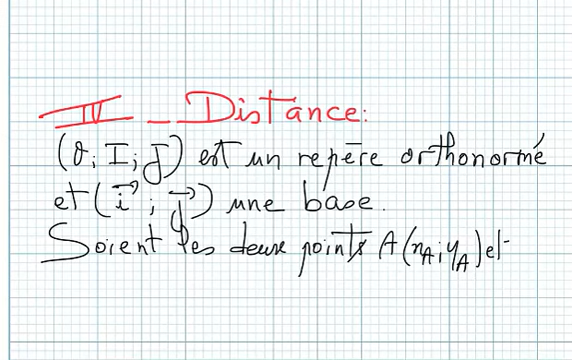 IV _ Distance:
(O; I; J) est un repère orthonormé
et (i⃗ ; j⃗) une base.
Soient les deux points A(xA; yA) et